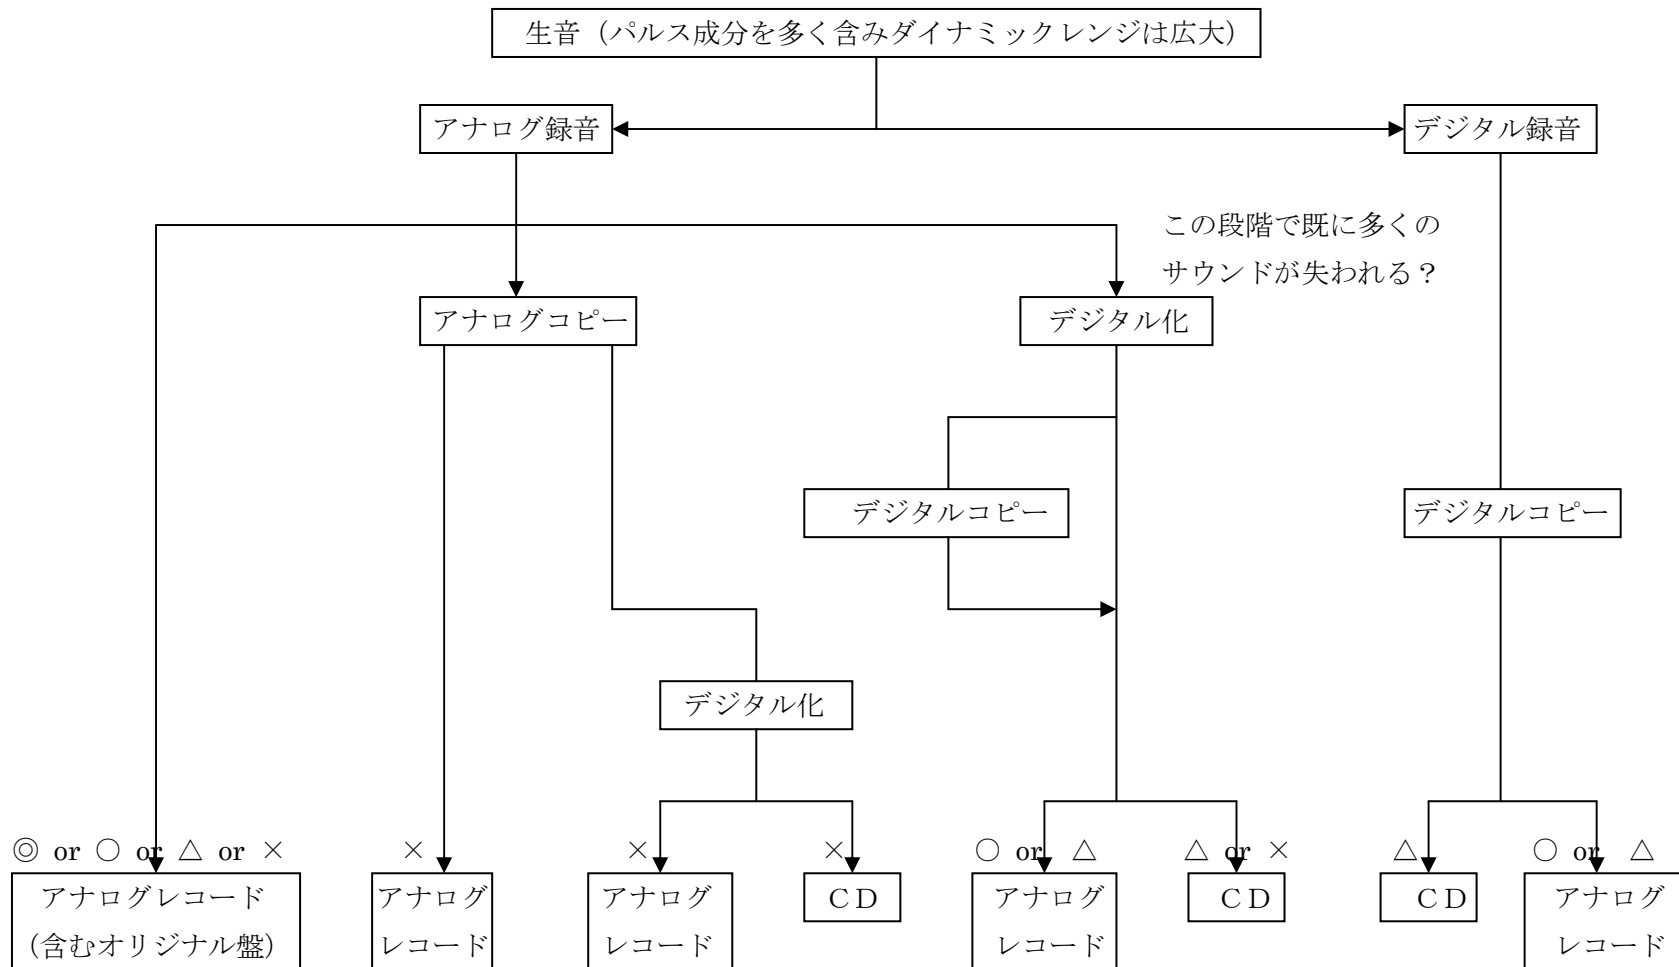 生音（パルス成分を多く含みダイナミックレンジは広大）
アナログ録音
デジタル録音
この段階で既に多くの
サウンドが失われる？
アナログコピー
デジタル化
デジタルコピー
デジタルコピー
デジタル化
◎ or ○ or △ or ×
×
×
×
○ or △
△ or ×
△
○ or △
アナログレコード
（含むオリジナル盤）
アナログ
レコード
アナログ
レコード
ＣＤ
アナログ
レコード
ＣＤ
ＣＤ
アナログ
レコード